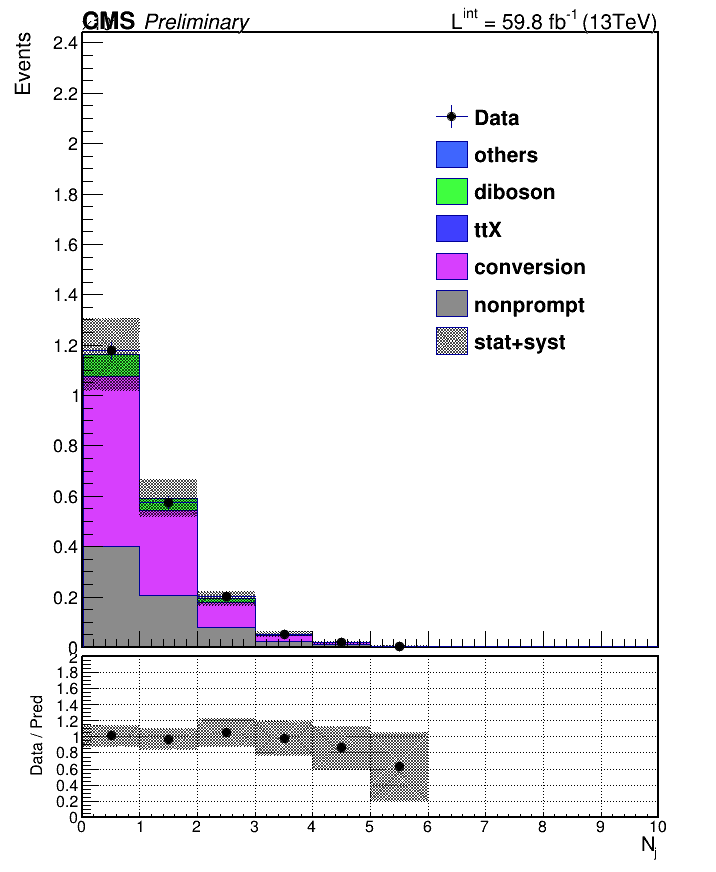 CMS Preliminary
L^int = 59.8 fb^-1 (13TeV)
Events
2.4
2.2
2
1.8
1.6
1.4
1.2
1
0.8
0.6
0.4
0.2
0
Data
others
diboson
ttX
conversion
nonprompt
stat+syst
Data / Pred
2
1.8
1.6
1.4
1.2
1
0.8
0.6
0.4
0.2
0
0 1 2 3 4 5 6 7 8 9 10
N_j